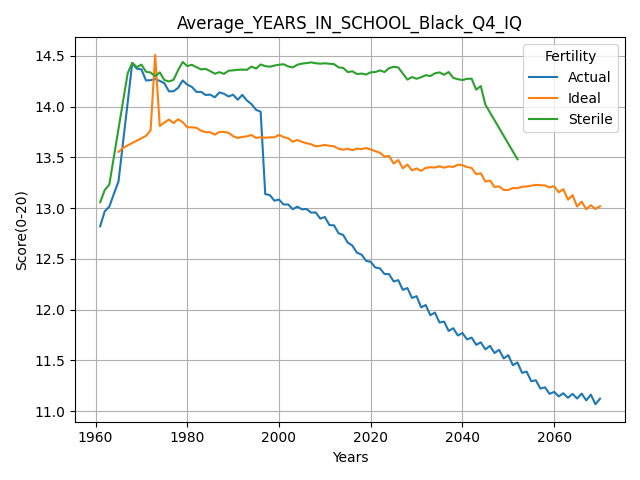 Average_YEARS_IN_SCHOOL_Black_Q4_IQ
Score(0-20)
14.5
14.0
13.5
13.0
12.5
12.0
11.5
11.0
Fertility
Actual
Ideal
Sterile
1960 1980 2000 2020 2040 2060
Years